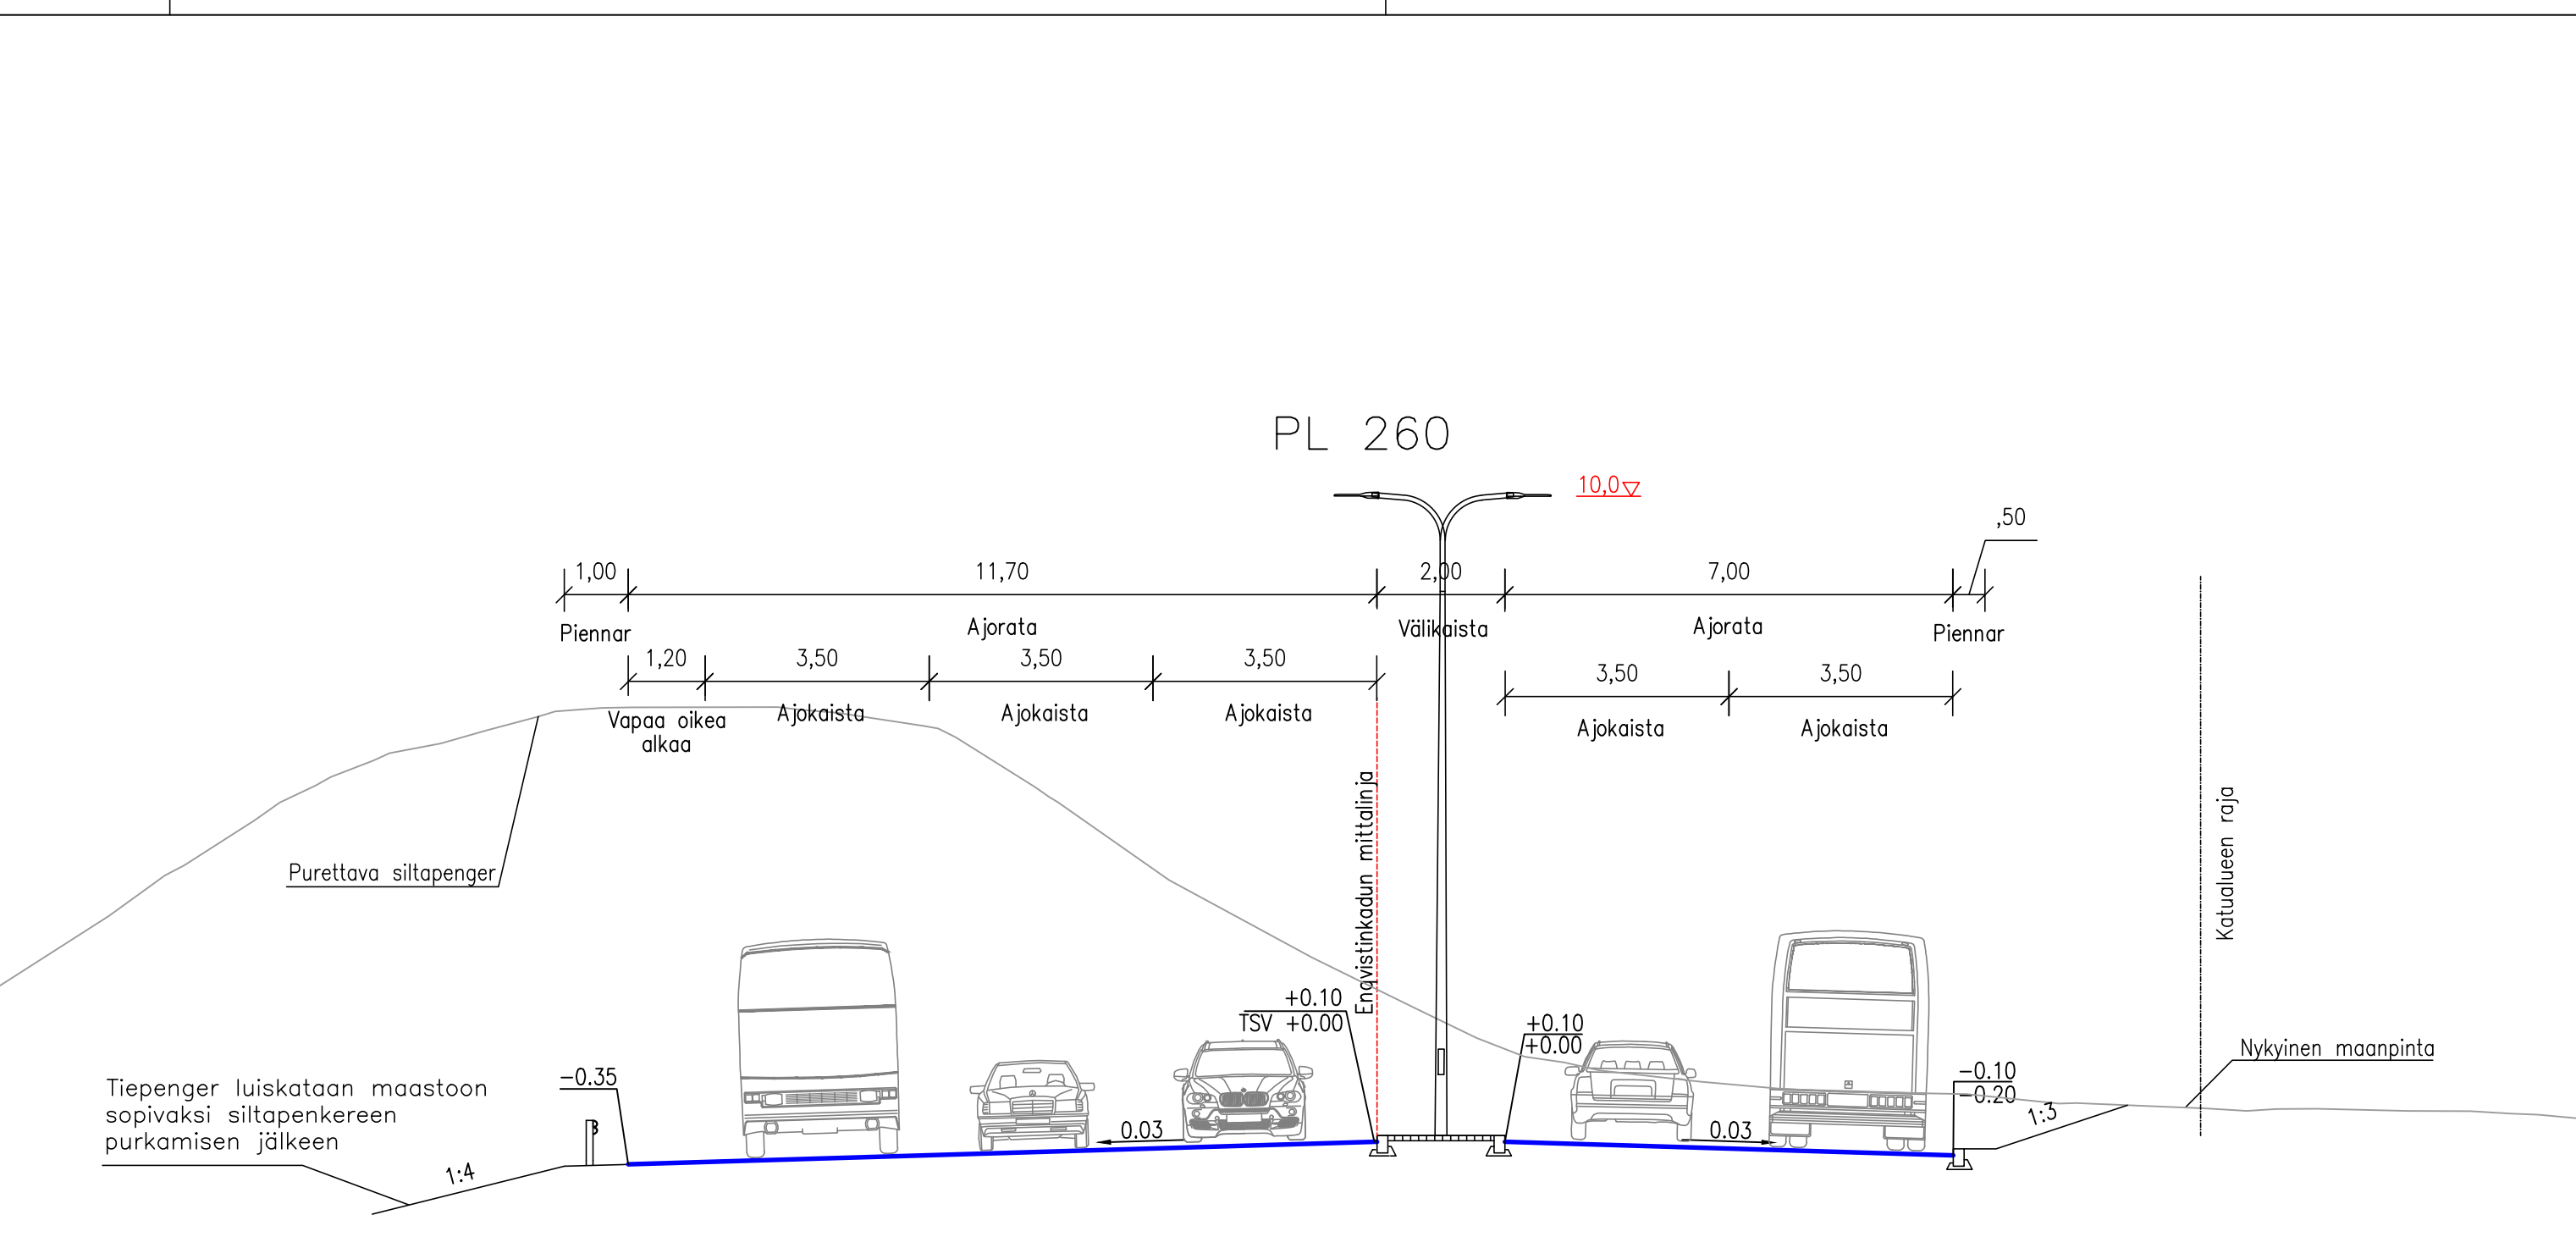 PL 260
10,0
,50
1,00
11,70
2,00
7,00
Piennar
Ajorata
Välikaista
Ajorata
Piennar
1,20
3,50
3,50
3,50
3,50
3,50
Vapaa oikea
alkaa
Ajokaista
Ajokaista
Ajokaista
Ajokaista
Ajokaista
Enqvistinkadun mittalinja
Katualueen raja
Purettava siltapenger
+0.10
TSV +0.00
+0.10
+0.00
Nykyinen maanpinta
-0.35
-0.10
-0.20
Tiepenger luiskataan maastoon
sopivaksi siltapenkereen
purkamisen jälkeen
1:3
0.03
0.03
1:4